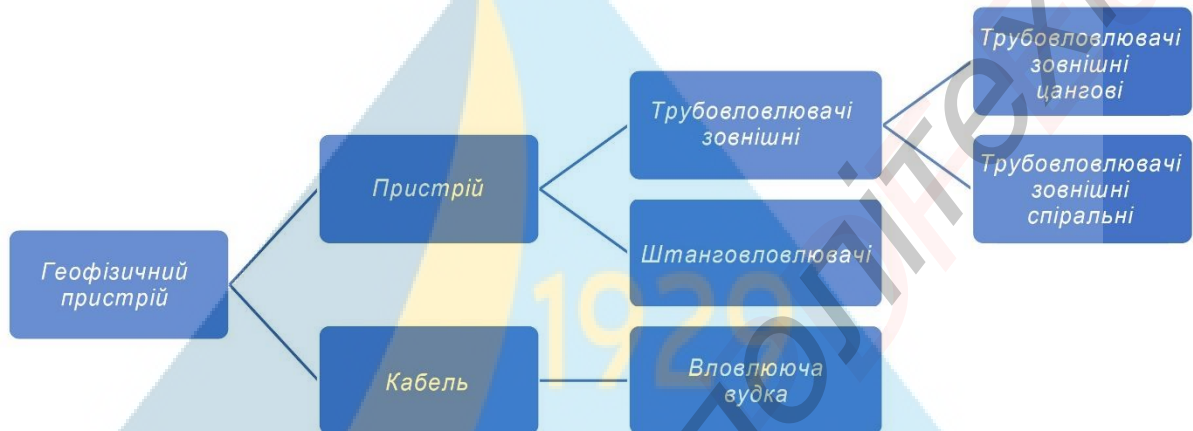 Трубовловлювачі
зовнішні
цангові
Трубовловлювачі
зовнішні
Трубовловлювачі
зовнішні
спіральні
Пристрій
Штанговловлювачі
Геофізичний
пристрій
1929
Кабель
Вловлююча
вудка